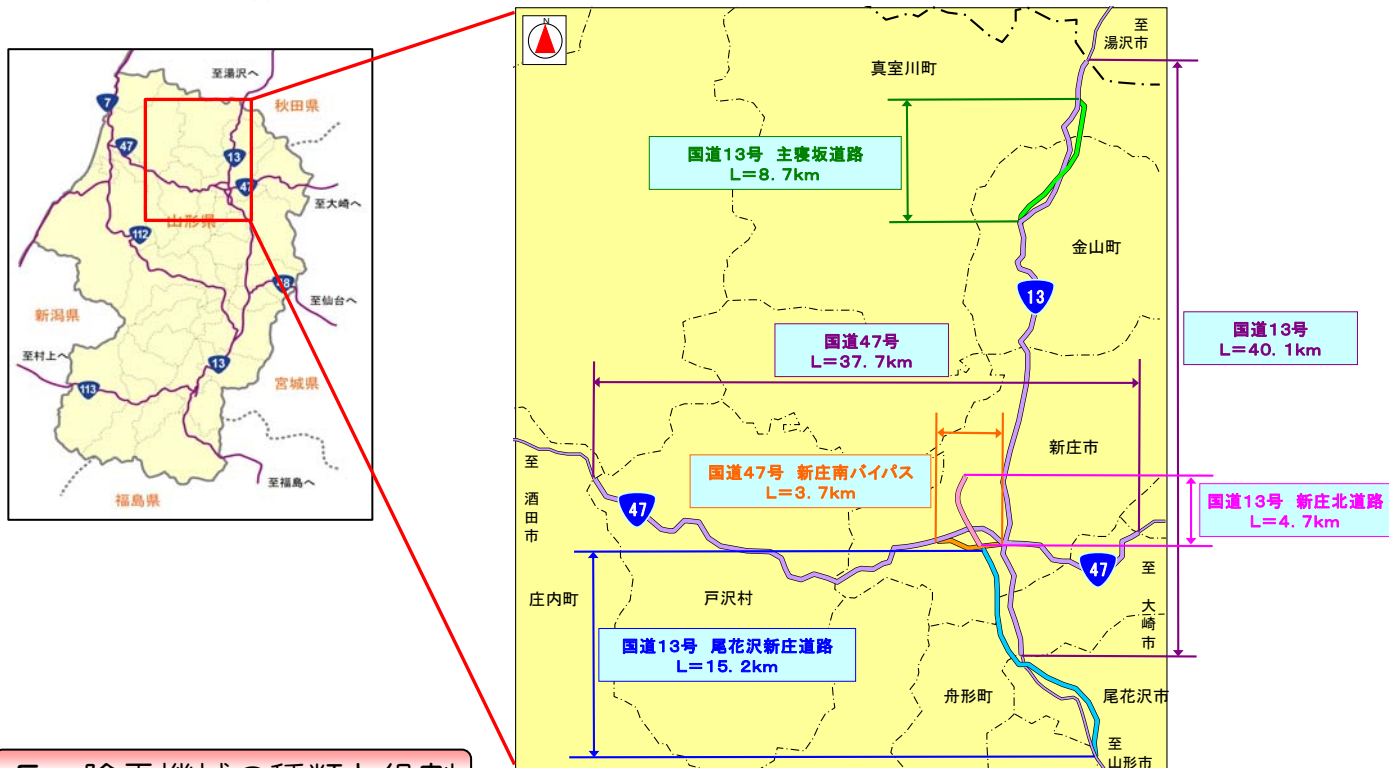 至湯沢へ
秋田県
7
47
13
47
至大崎へ
山形県
112
48
至仙台へ
新潟県
至村上へ
13
宮城県
113
至福島へ
福島県
N
至
湯沢市
真室川町
国道13号 主寝坂道路
L=8.7km
金山町
13
国道47号
L=37.7km
国道13号
L=40.1km
新庄市
至
酒田市
国道47号 新庄南バイパス
L=3.7km
国道13号 新庄北道路
L=4.7km
47
47
至
大崎市
庄内町
戸沢村
国道13号 尾花沢新庄道路
L=15.2km
舟形町
尾花沢市
至
山形市